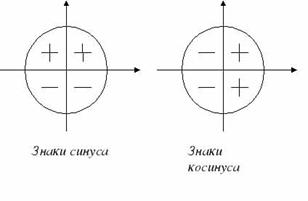 + +
− −
− +
− +
Знаки синуса
Знаки
косинуса